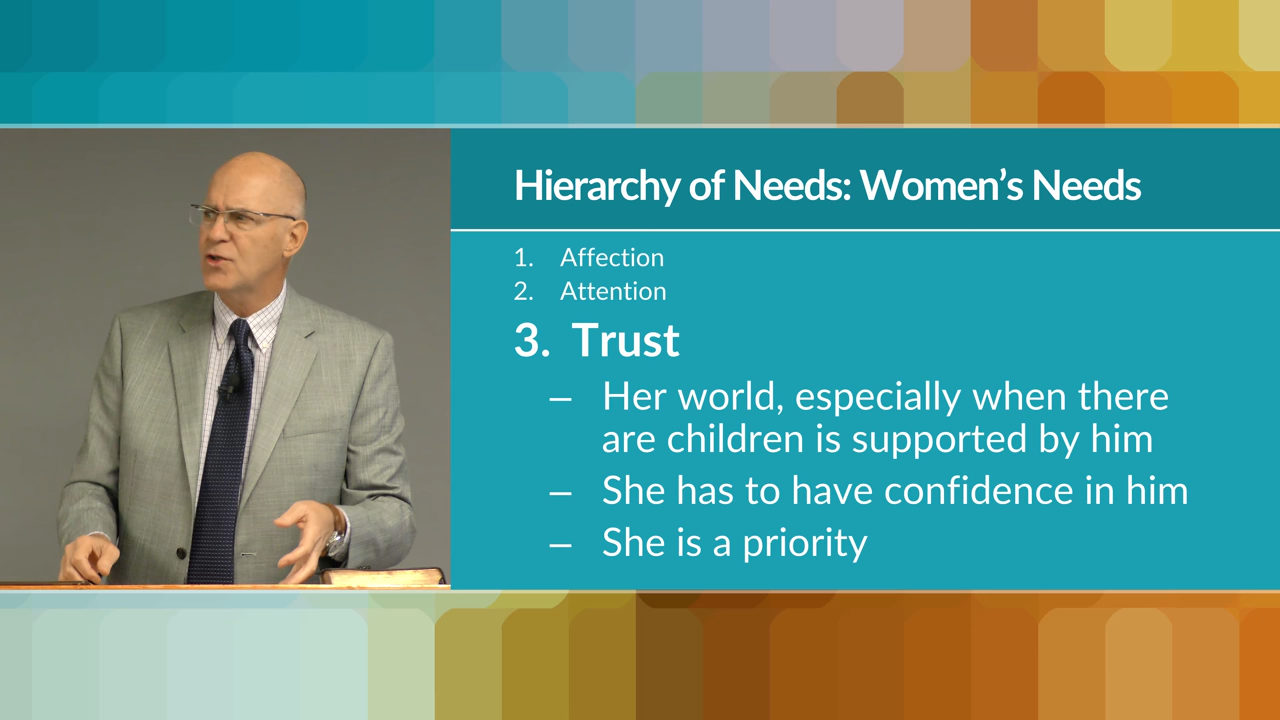 Hierarchy of Needs: Women’s Needs
1. Affection
2. Attention
3. Trust
– Her world, especially when there
are children is supported by him
– She has to have confidence in him
– She is a priority